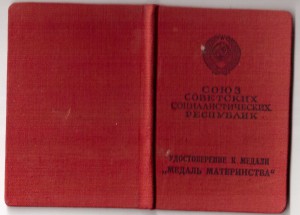 СОЮЗ
СОВЕТСКИХ
СОЦИАЛИСТИЧЕСКИХ
РЕСПУБЛИК
УДОСТОВЕРЕНИЕ К МЕДАЛИ
„МЕДАЛЬ МАТЕРИНСТВА“